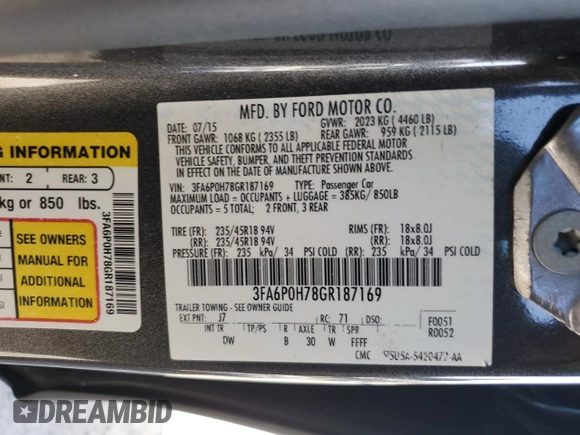 MFD. BY FORD MOTOR CO.
DATE: 07/15 GVWR: 2023 KG ( 4460 LB)
FRONT GAWR: 1068 KG ( 2355 LB) REAR GAWR: 959 KG ( 2115 LB)
THIS VEHICLE CONFORMS TO ALL APPLICABLE FEDERAL MOTOR
VEHICLE SAFETY, BUMPER, AND THEFT PREVENTION STANDARDS
IN EFFECT ON THE DATE OF MANUFACTURE SHOWN ABOVE.
VIN: 3FA6P0H78GR187169 TYPE: Passenger Car
MAXIMUM LOAD = OCCUPANTS + LUGGAGE = 385KG/850LB
OCCUPANTS = 5 TOTAL: 2 FRONT, 3 REAR
TIRE (FR): 235/45R18 94V RIMS (FR): 18x8.0J
(RR): 235/45R18 94V (RR): 18x8.0J
PRESSURE (FR): 235 kPa/ 34 PSI COLD (RR): 235 kPa/ 34 PSI COLD
3FA6P0H78GR187169
TRAILER TOWING - SEE OWNER GUIDE
EXT PNT: J7 RC: 71 DSO: F0051
R0052
INT TR TP/PS R AXLE TR SPR
DW B 30 W FFFF
CMC
G INFORMATION
NT: 2 REAR: 3
kg or 850 lbs.
SEE OWNERS
MANUAL FOR
ADDITIONAL
INFORMATION
3FA6P0H78GR187169
DREAMBID